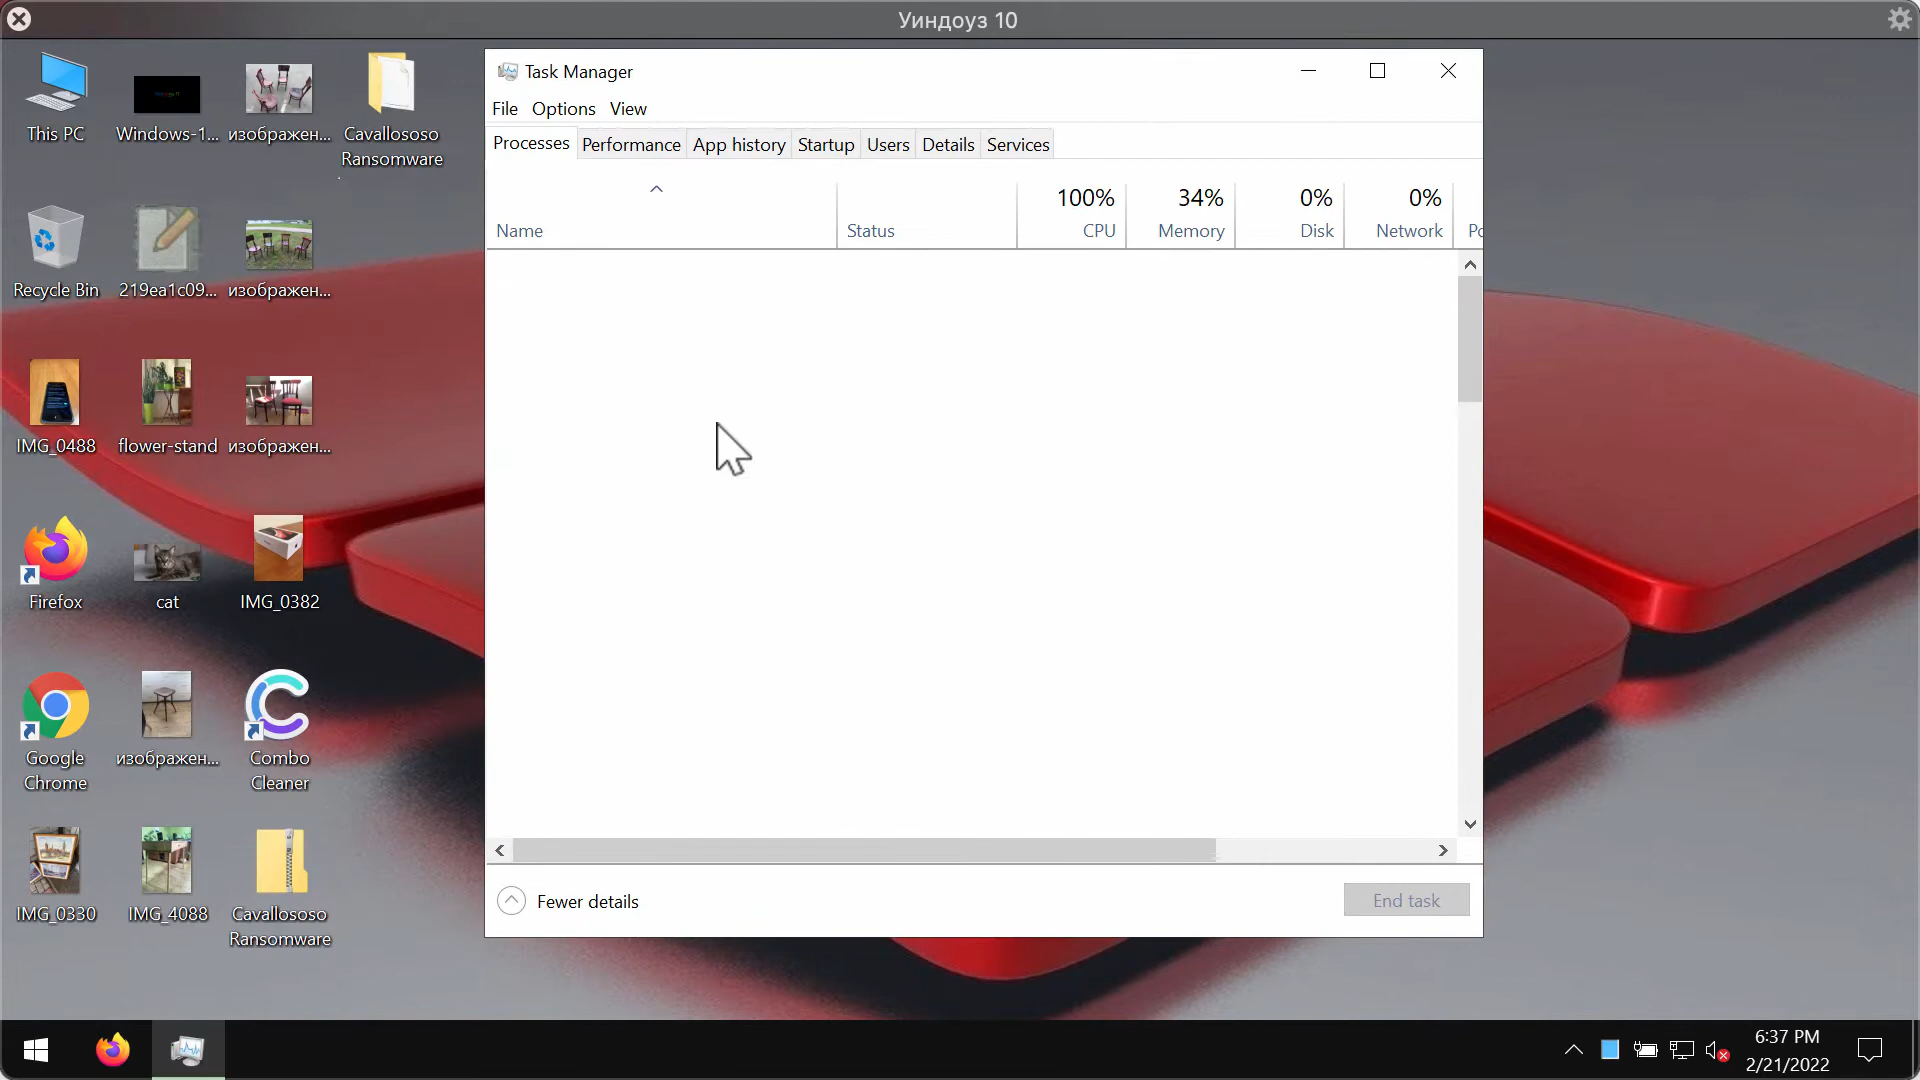 Уиндоуз 10
This PC
Windows-1...
изображен...
Cavallososo
Ransomware
Recycle Bin
219ea1c09...
изображен...
IMG_0488
flower-stand
изображен...
Firefox
cat
IMG_0382
Google
Chrome
изображен...
Combo
Cleaner
IMG_0330
IMG_4088
Cavallososo
Ransomware
Task Manager
File Options View
Processes Performance App history Startup Users Details Services
100% 34% 0% 0%
Name Status CPU Memory Disk Network Po
Fewer details
End task
6:37 PM
2/21/2022